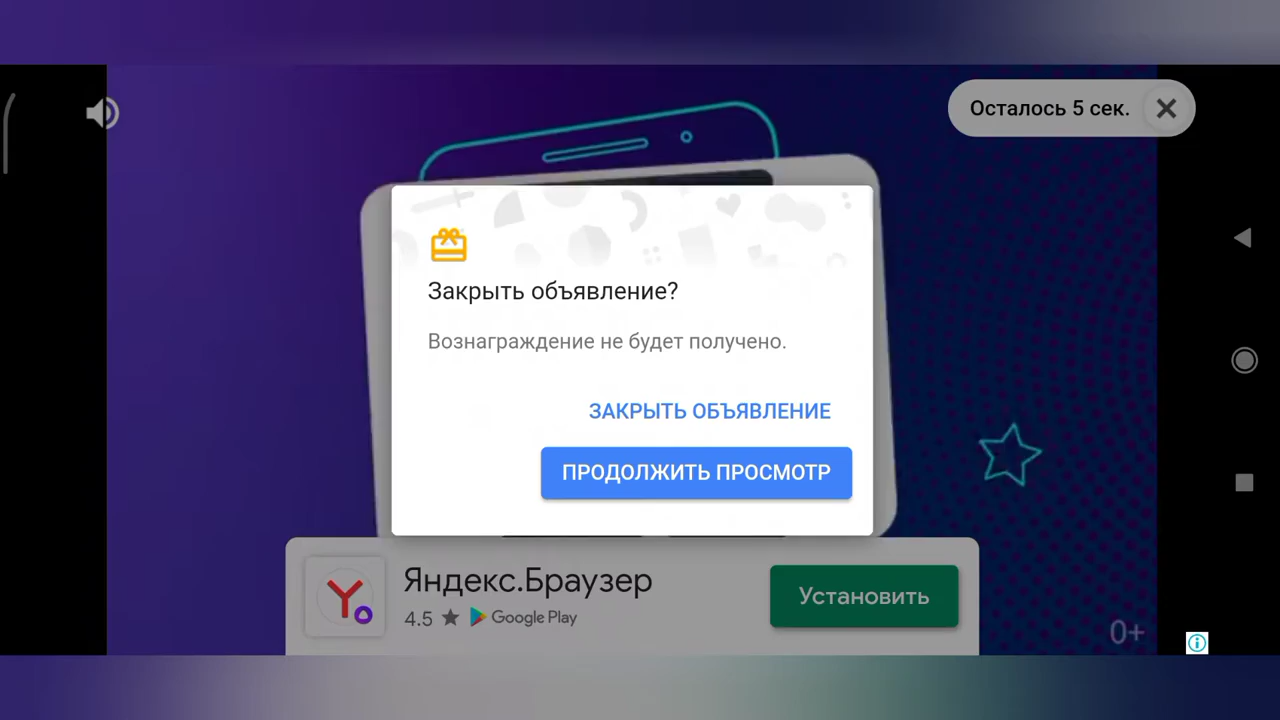 Осталось 5 сек.
Закрыть объявление?
Вознаграждение не будет получено.
ЗАКРЫТЬ ОБЪЯВЛЕНИЕ
ПРОДОЛЖИТЬ ПРОСМОТР
Яндекс.Браузер
4.5 ★ Google Play
Установить
0+